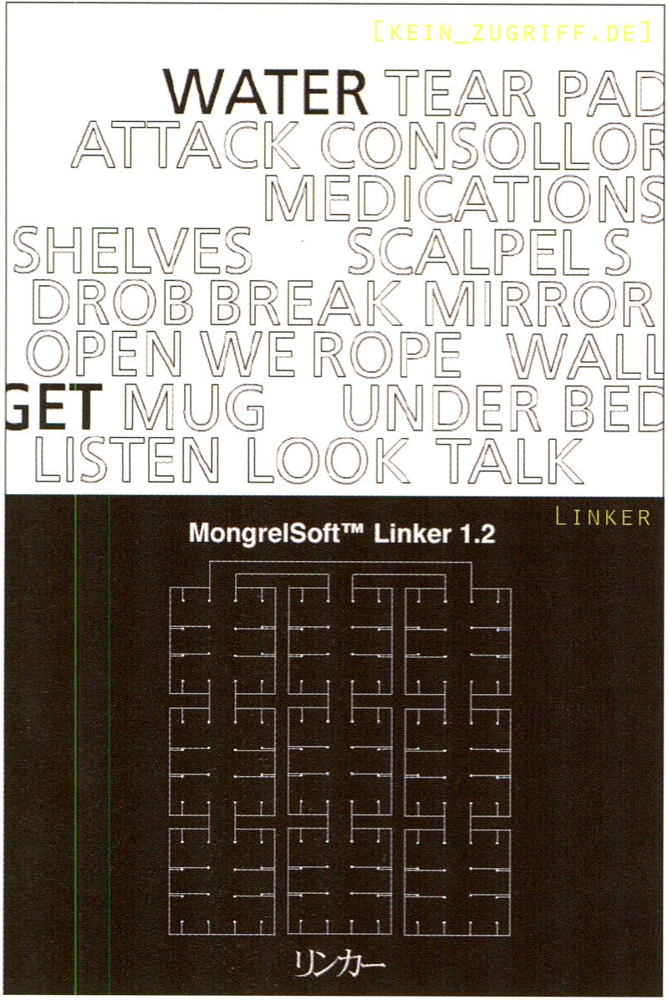 [KEIN_ZUGRIFF.DE]
WATER TEAR PAD
ATTACK CONSOLLOR
MEDICATIONS
SHELVES SCALPEL S
DROB BREAK MIRROR
OPEN WE ROPE WALL
GET MUG UNDER BED
LISTEN LOOK TALK
LINKER
MongrelSoft™ Linker 1.2
リンカー